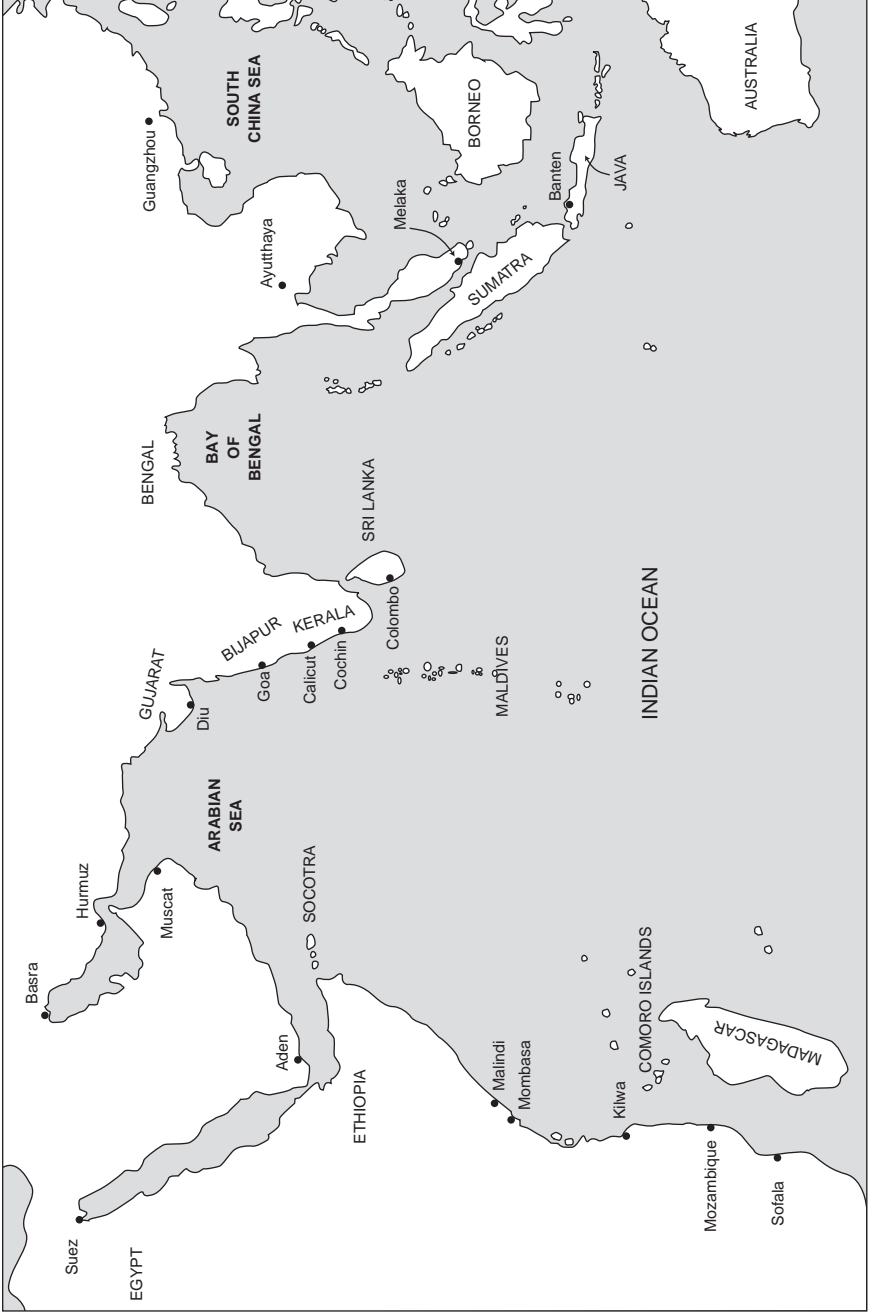 Suez
EGYPT
Basra
Hurmuz
Muscat
Aden
ETHIOPIA
SOCOTRA
ARABIAN
SEA
GUJARAT
Diu
BIJAPUR
Goa
KERALA
Calicut
Cochin
Colombo
SRI LANKA
MALDIVES
BENGAL
BAY
OF
BENGAL
Ayutthaya
Guangzhou
SOUTH
CHINA SEA
Melaka
SUMATRA
BORNEO
Banten
JAVA
AUSTRALIA
INDIAN OCEAN
Malindi
Mombasa
Kilwa
COMORO ISLANDS
MADAGASCAR
Mozambique
Sofala